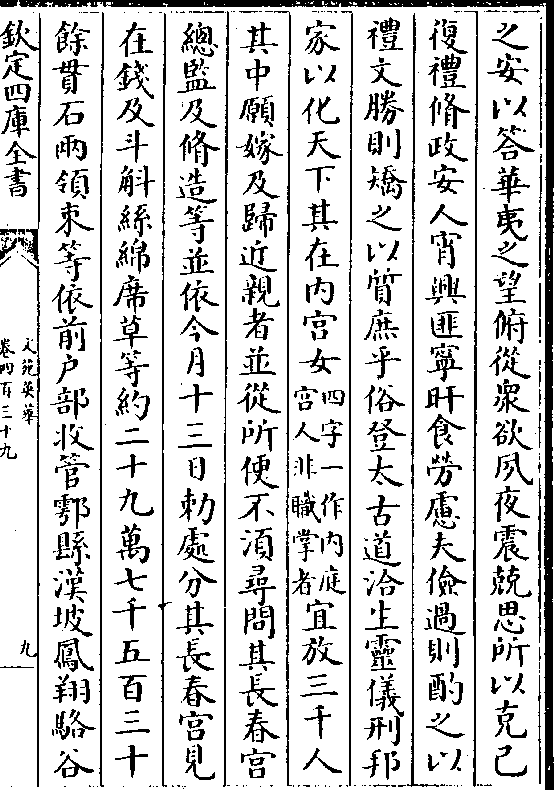 之安以答華夷之望俯從衆欲夙夜震兢思所以克己
復禮脩政安人宵興匪寧旰食勞慮夫儉過則酌之以
禮文勝則矯之以質庶乎俗登太古道洽生靈儀刑邦
家以化天下其在内宫女四字一作内庭宫人非職掌者宜放三千人
其中願嫁及歸近親者並從所便不湏尋問其長春宫
總監及脩造等並依今月十三日勅處分其長春宫見
在錢及斗斛絲綿席草等約二十九萬七千五百三十
餘貫石兩領束等依前户部收管鄠縣漢坡鳳翔駱谷
欽定四庫全書
文苑英華
卷四百三十九
九